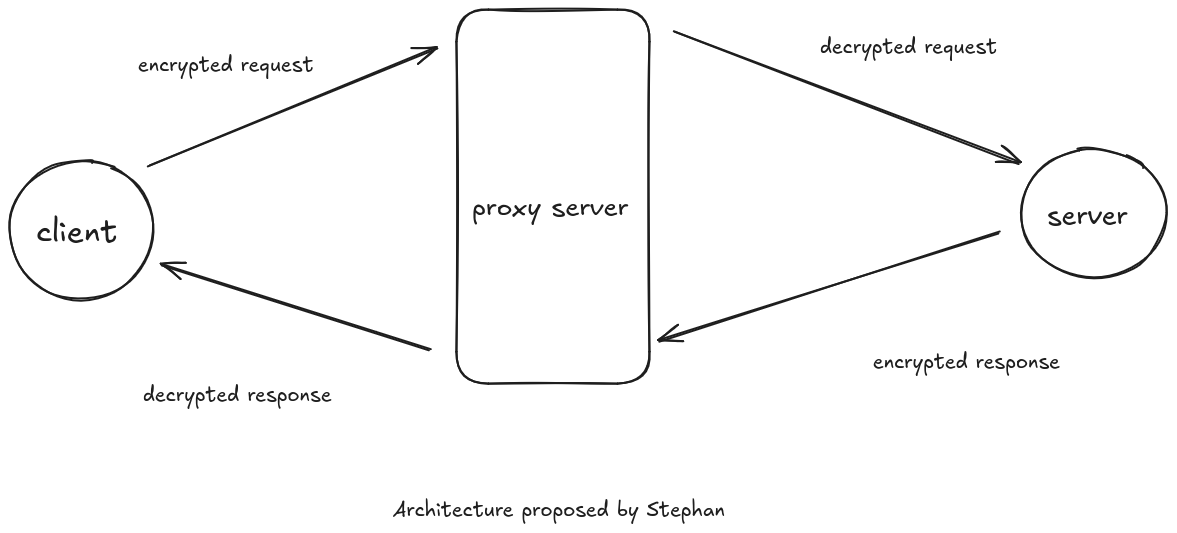 decrypted request
encrypted request
proxy server
server
client
encrypted response
decrypted response
Architecture proposed by Stephan